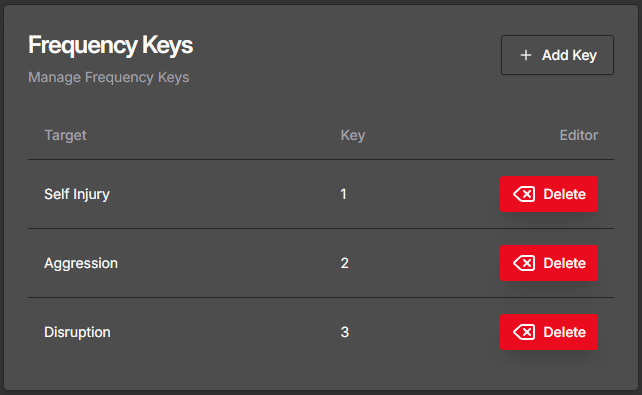 Frequency Keys
Manage Frequency Keys
+ Add Key
Target Key Editor
Self Injury 1 Delete
Aggression 2 Delete
Disruption 3 Delete